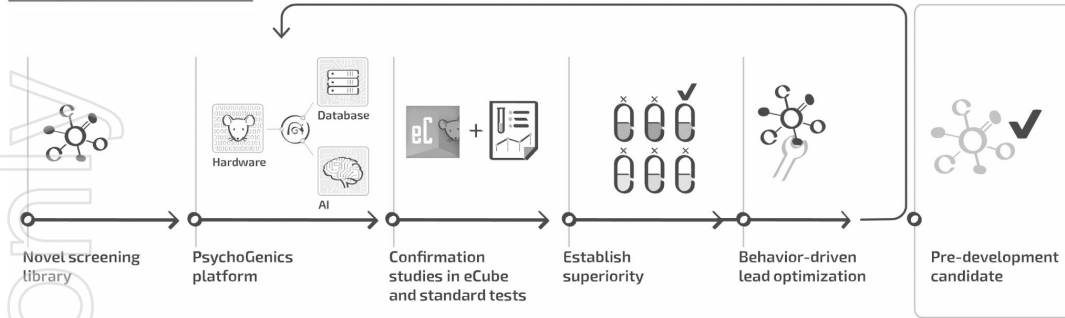 Database
Hardware
AI
eC
Novel screening
library
PsychoGenics
platform
Confirmation
studies in eCube
and standard tests
Establish
superiority
Behavior-driven
lead optimization
Pre-development
candidate